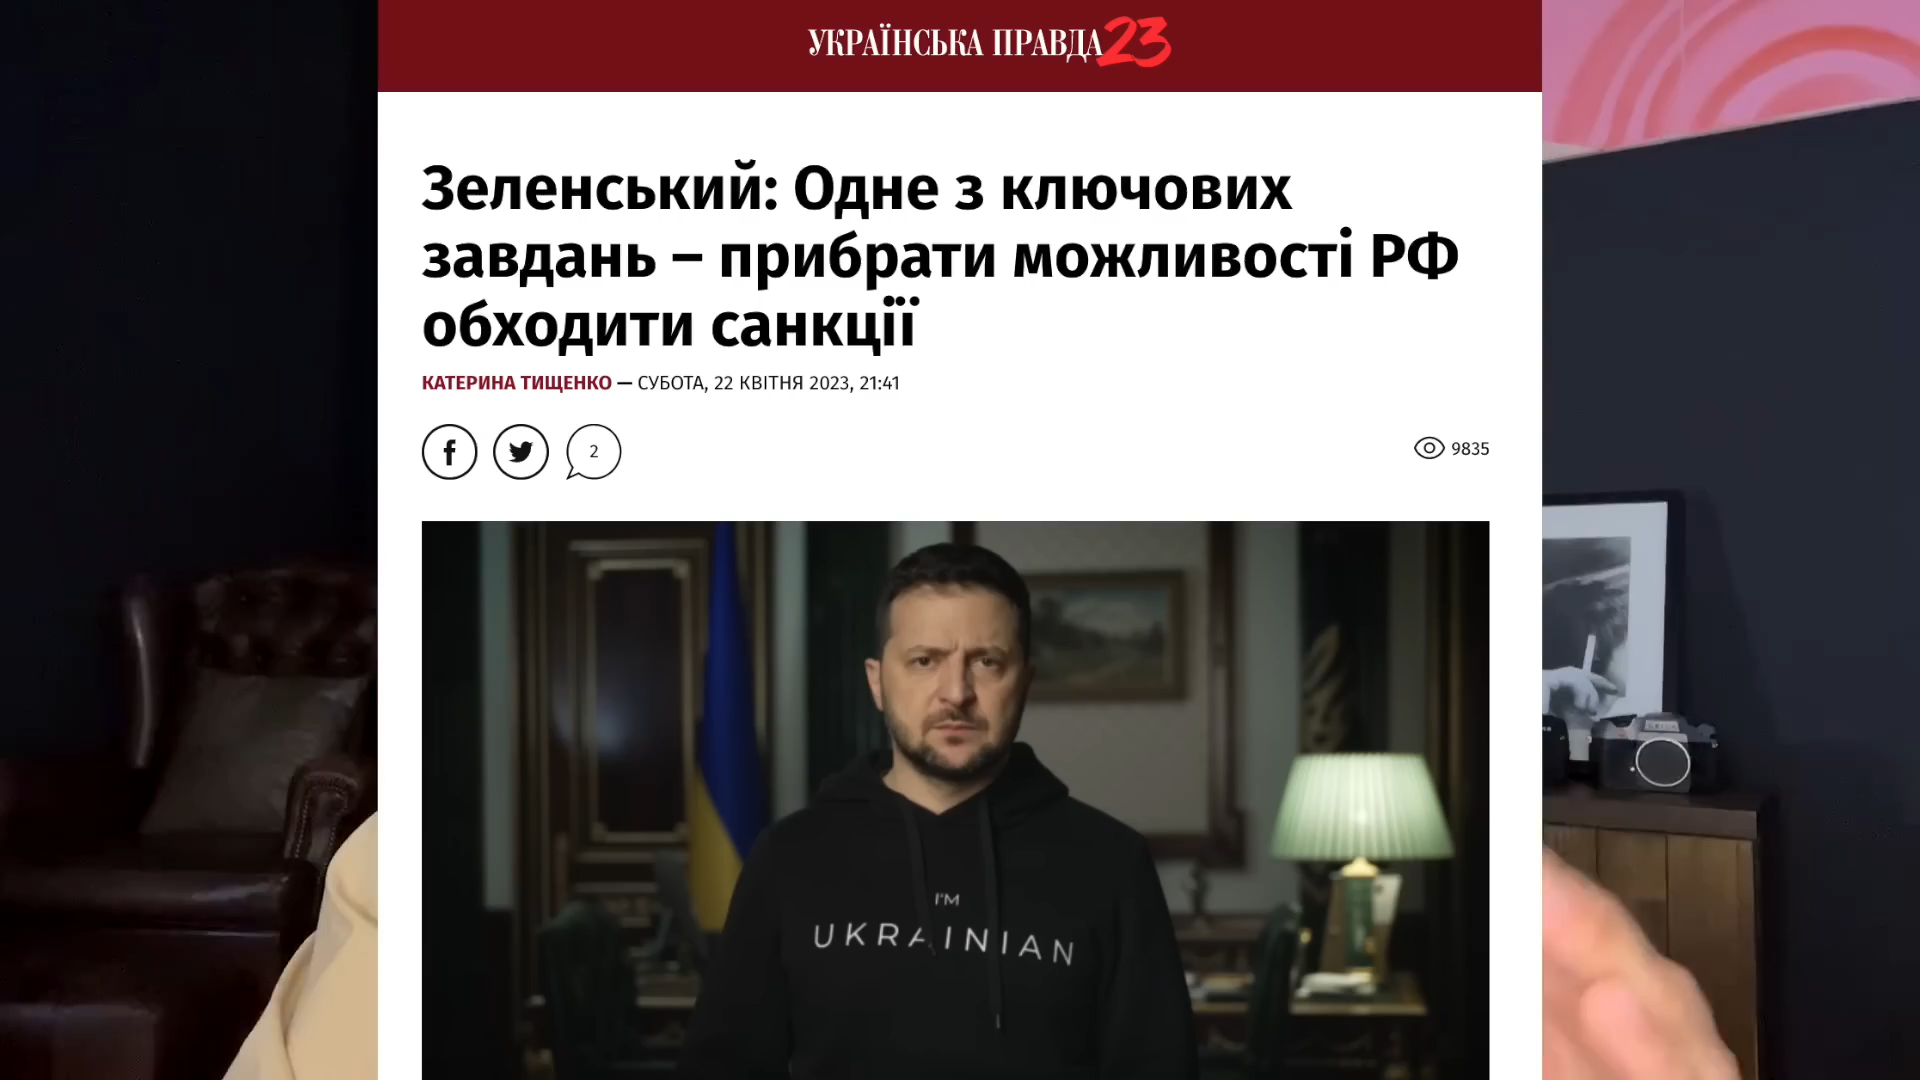 УКРАЇНСЬКА ПРАВДА 23
Зеленський: Одне з ключових
завдань – прибрати можливості РФ
обходити санкції
КАТЕРИНА ТИЩЕНКО — СУБОТА, 22 КВІТНЯ 2023, 21:41
2
9835
I'M
UKRAINIAN